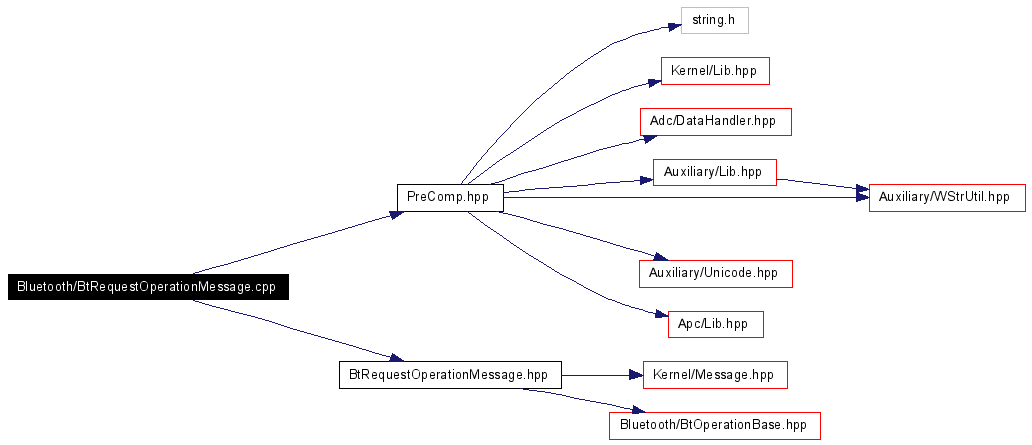 string.h
Kernel/Lib.hpp
Adc/DataHandler.hpp
Auxiliary/Lib.hpp
PreComp.hpp
Auxiliary/WStrUtil.hpp
Auxiliary/Unicode.hpp
Bluetooth/BtRequestOperationMessage.cpp
Apc/Lib.hpp
BtRequestOperationMessage.hpp
Kernel/Message.hpp
Bluetooth/BtOperationBase.hpp